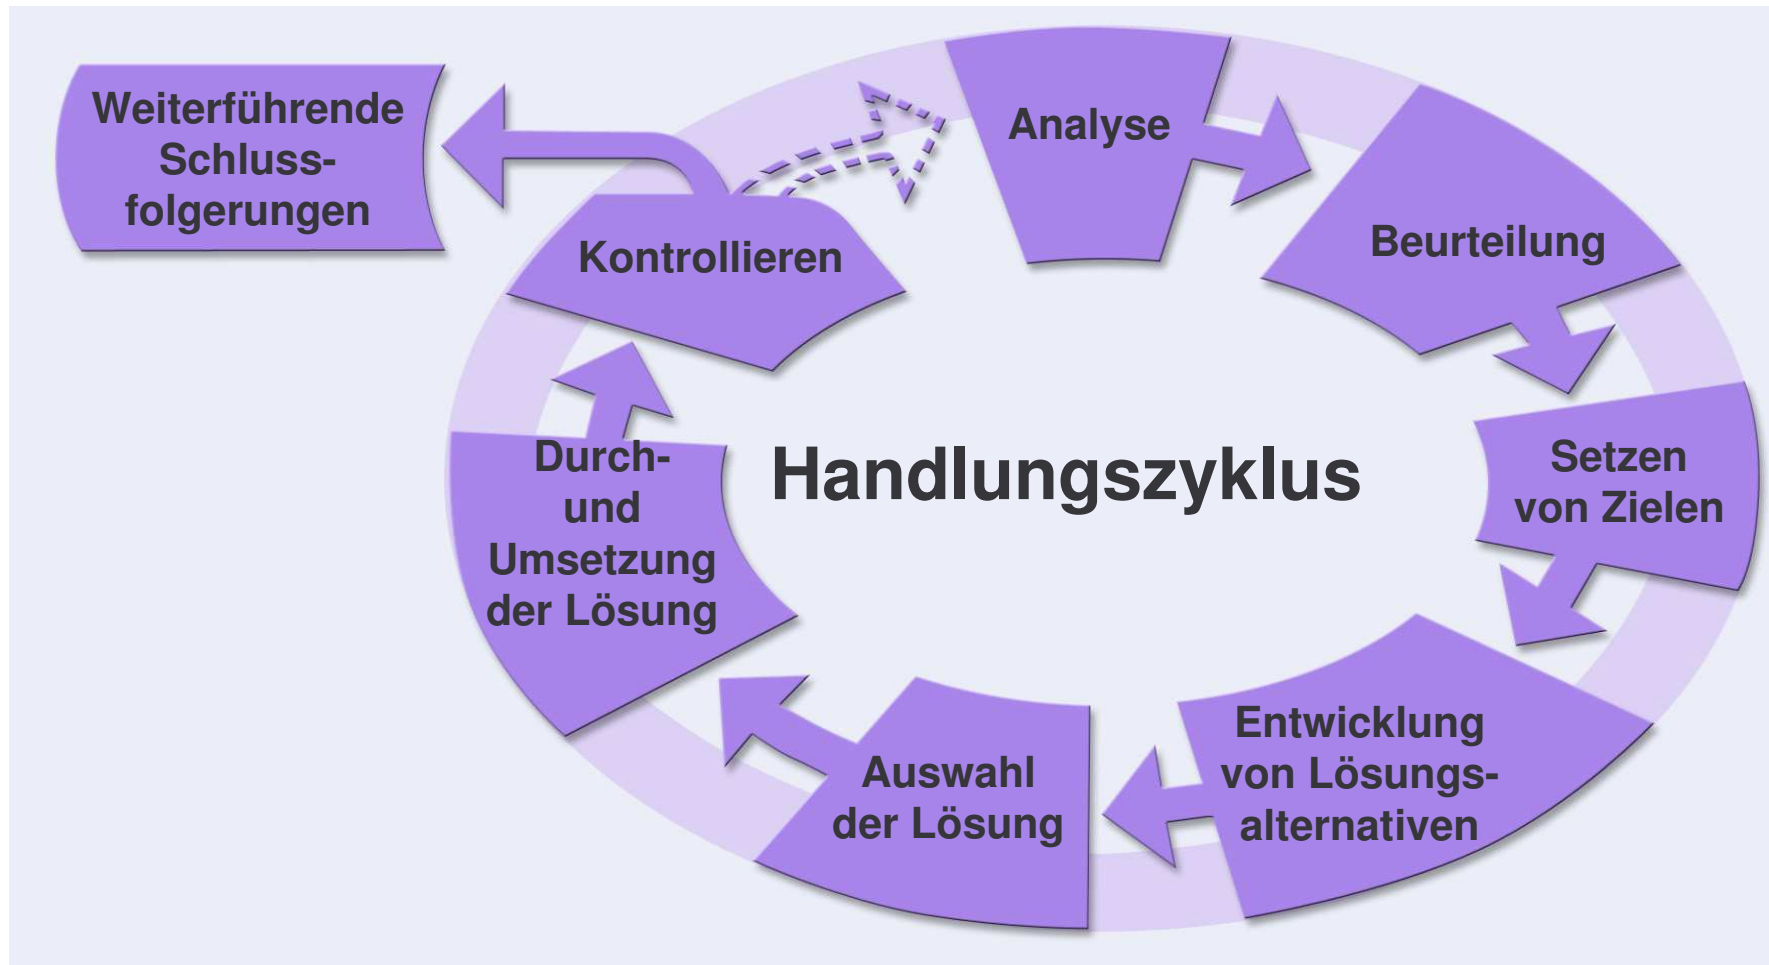 Handlungszyklus
Analyse
Beurteilung
Setzen
von Zielen
Entwicklung
von Lösungs-
alternativen
Auswahl
der Lösung
Durch-
und
Umsetzung
der Lösung
Kontrollieren
Weiterführende
Schluss-
folgerungen